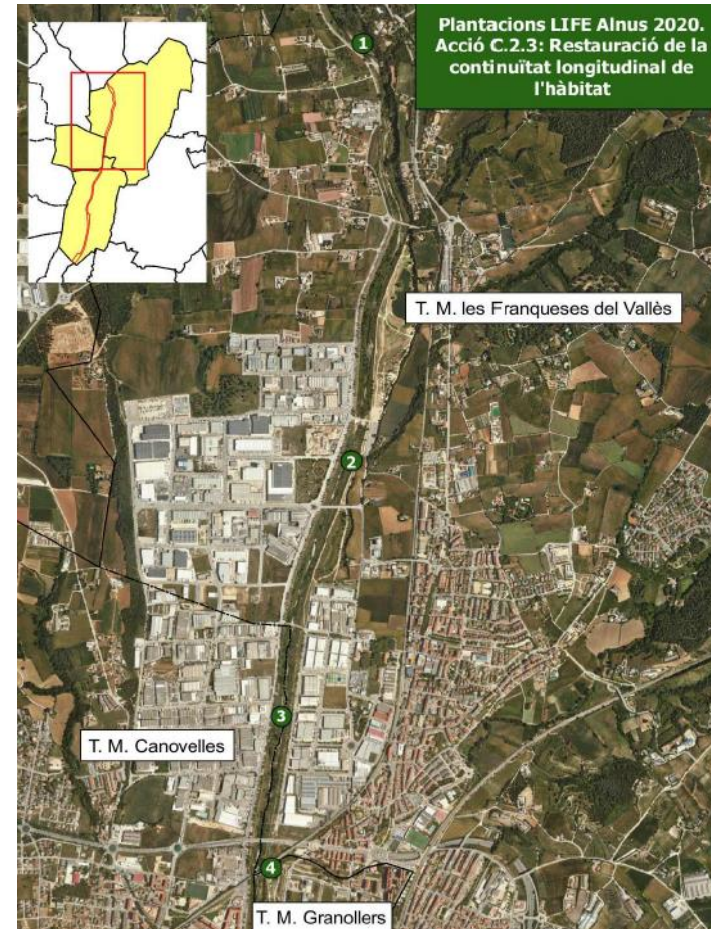 Plantacions LIFE Alnus 2020.
Acció C.2.3: Restauració de la
continuïtat longitudinal de
l'hàbitat
1
T. M. les Franqueses del Vallès
2
3
T. M. Canovelles
4
T. M. Granollers